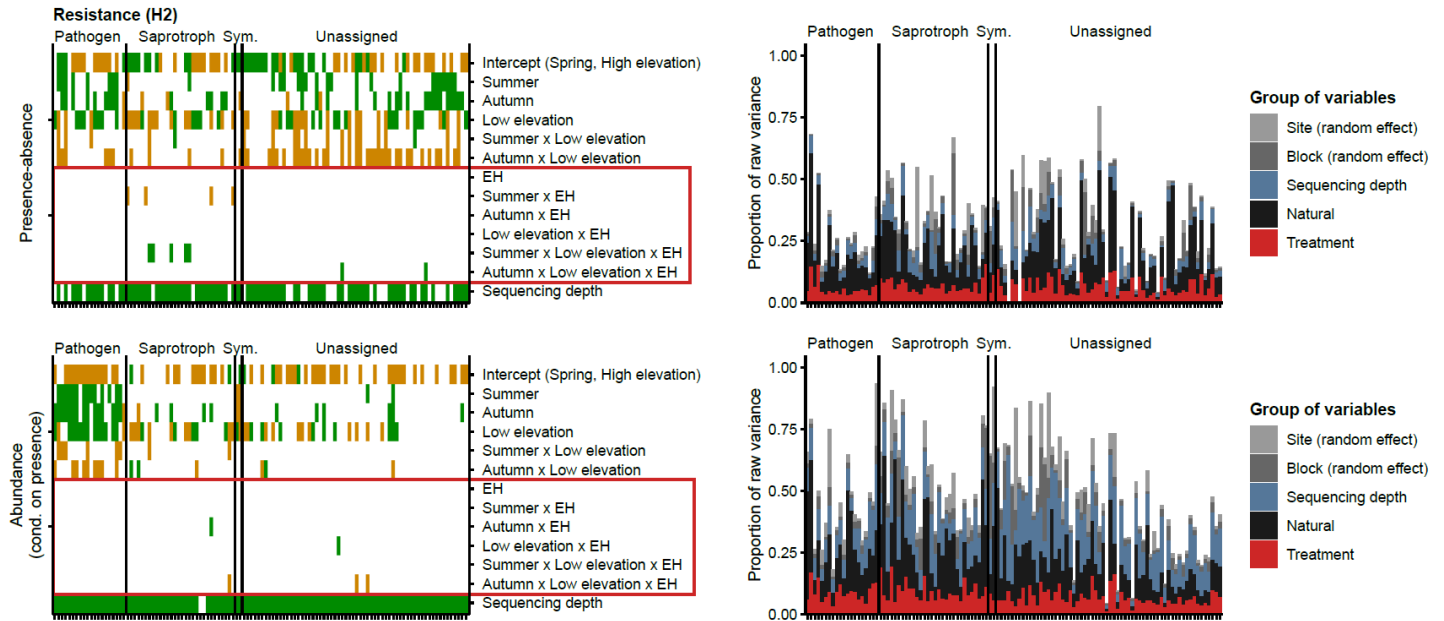 Resistance (H2)
Pathogen Saprotroph Sym. Unassigned
Presence-absence
Intercept (Spring, High elevation)
Summer
Autumn
Low elevation
Summer x Low elevation
Autumn x Low elevation
EH
Summer x EH
Autumn x EH
Low elevation x EH
Summer x Low elevation x EH
Autumn x Low elevation x EH
Sequencing depth
Pathogen Saprotroph Sym. Unassigned
Proportion of raw variance
1.00
0.75
0.50
0.25
0.00
Group of variables
Site (random effect)
Block (random effect)
Sequencing depth
Natural
Treatment
Pathogen Saprotroph Sym. Unassigned
Abundance
(cond. on presence)
Intercept (Spring, High elevation)
Summer
Autumn
Low elevation
Summer x Low elevation
Autumn x Low elevation
EH
Summer x EH
Autumn x EH
Low elevation x EH
Summer x Low elevation x EH
Autumn x Low elevation x EH
Sequencing depth
Pathogen Saprotroph Sym. Unassigned
Proportion of raw variance
1.00
0.75
0.50
0.25
0.00
Group of variables
Site (random effect)
Block (random effect)
Sequencing depth
Natural
Treatment